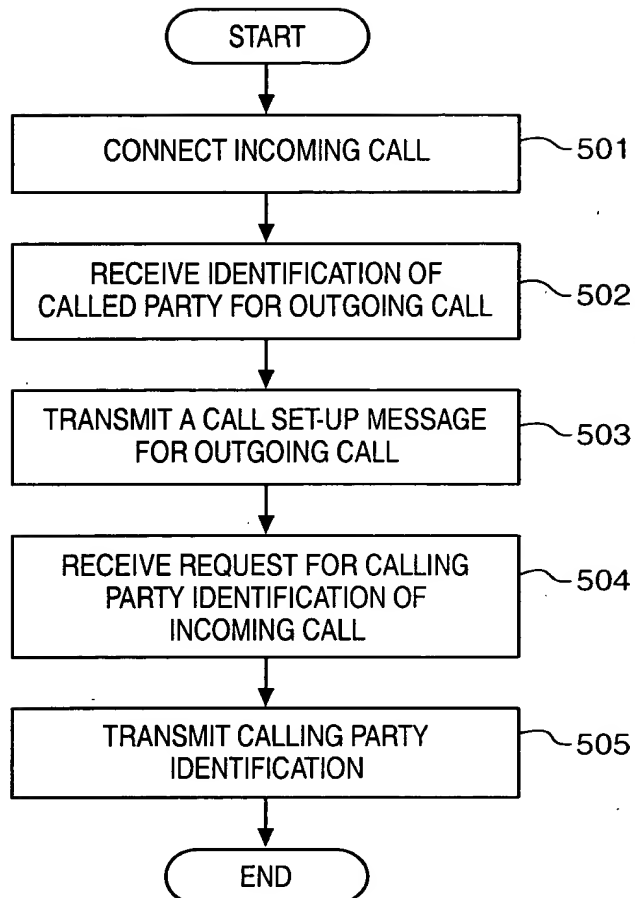 START
CONNECT INCOMING CALL
501
RECEIVE IDENTIFICATION OF
CALLED PARTY FOR OUTGOING CALL
502
TRANSMIT A CALL SET-UP MESSAGE
FOR OUTGOING CALL
503
RECEIVE REQUEST FOR CALLING
PARTY IDENTIFICATION OF
INCOMING CALL
504
TRANSMIT CALLING PARTY
IDENTIFICATION
505
END